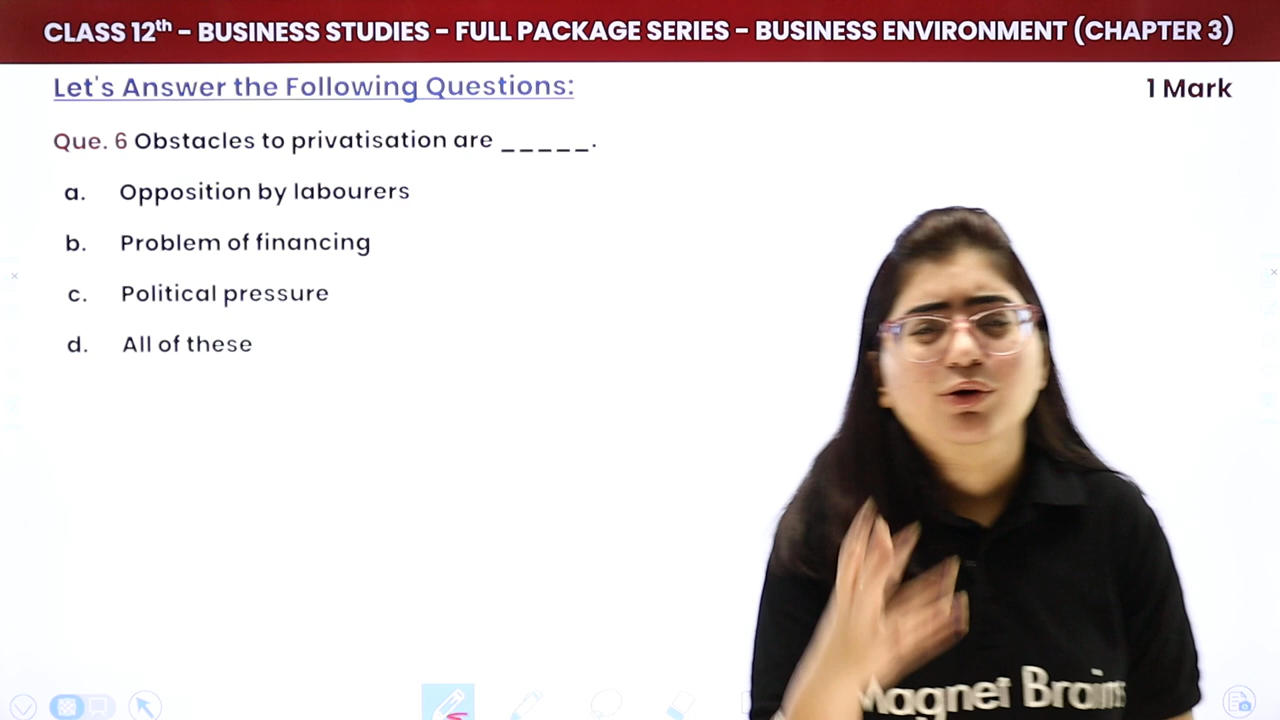 CLASS 12th – BUSINESS STUDIES – FULL PACKAGE SERIES – BUSINESS ENVIRONMENT (CHAPTER 3)
Let's Answer the Following Questions:
1 Mark
Que. 6 Obstacles to privatisation are _____.
a. Opposition by labourers
b. Problem of financing
c. Political pressure
d. All of these
Magnet Brains